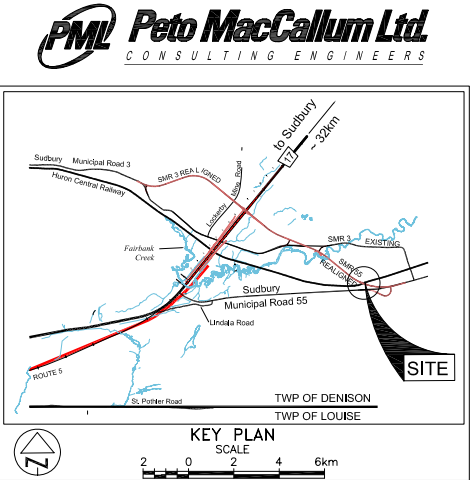 PML Peto MacCallum Ltd.
CONSULTING ENGINEERS
to Sudbury
~ 32km
17
Sudbury Municipal Road 3
Huron Central Railway
SMR 3 REALIGNED
Lockerby Mine Road
Fairbank
Creek
SMR 3 EXISTING
SMR 55
REALIGNED
Sudbury
Municipal Road 55
Lindala Road
ROUTE 5
SITE
St. Pothier Road
TWP OF DENISON
TWP OF LOUISE
N
KEY PLAN
SCALE
2 0 2 4 6km